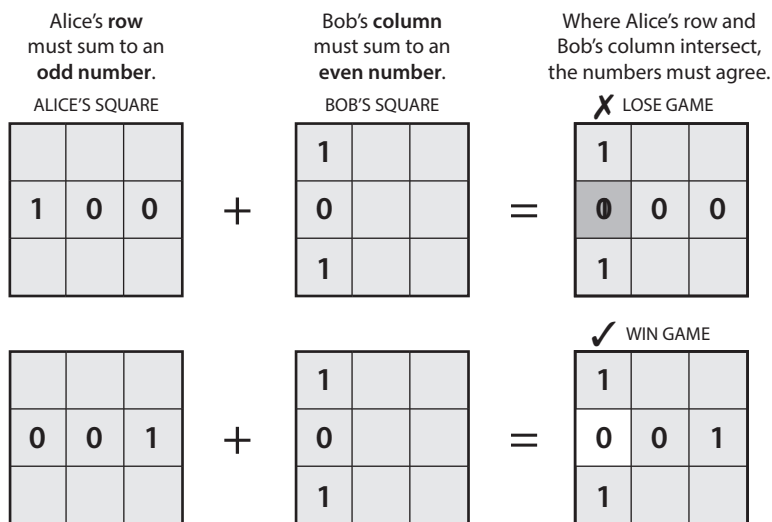 Alice's row
must sum to an
odd number.
Bob's column
must sum to an
even number.
Where Alice's row and
Bob's column intersect,
the numbers must agree.
ALICE'S SQUARE
BOB'S SQUARE
✗ LOSE GAME
1
1
1 0 0 + 0 = 0 0
1
1
✓ WIN GAME
1
1
0 0 1 + 0 = 0 0 1
1
1